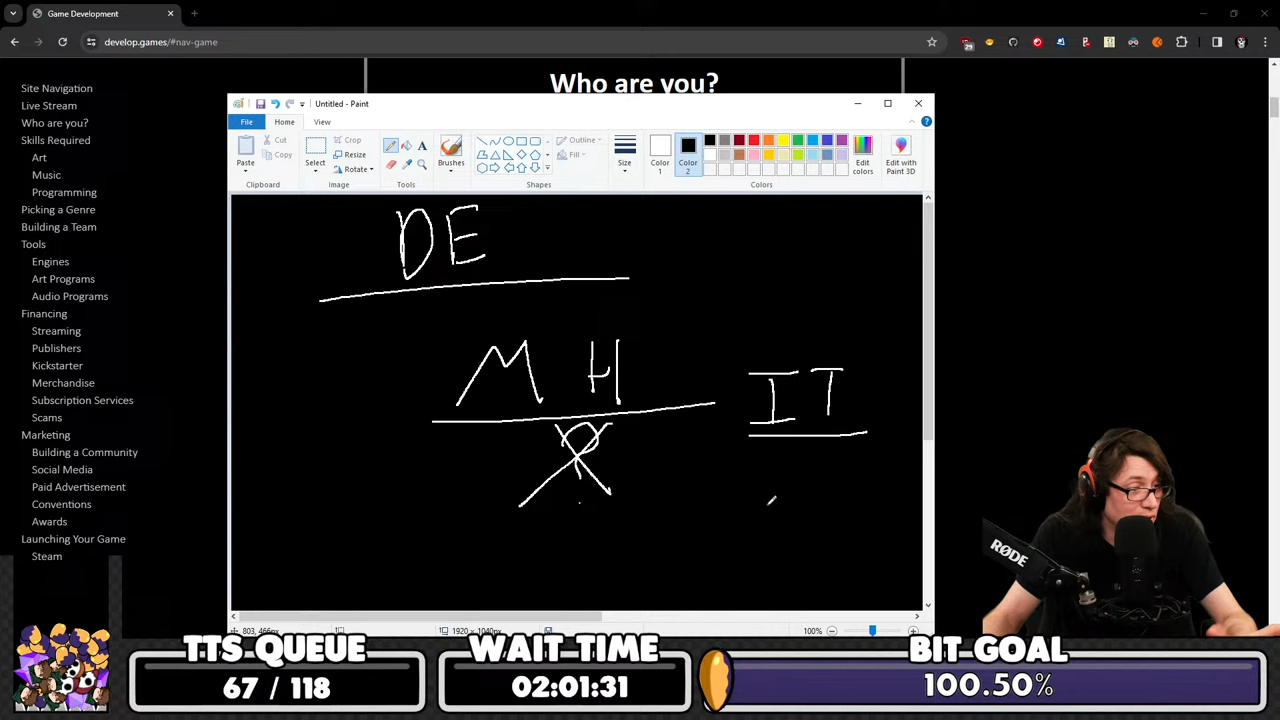 Game Development
develop.games/#nav-game
29
Site Navigation
Live Stream
Who are you?
Skills Required
Art
Music
Programming
Picking a Genre
Building a Team
Tools
Engines
Art Programs
Audio Programs
Financing
Streaming
Publishers
Kickstarter
Merchandise
Subscription Services
Scams
Marketing
Building a Community
Social Media
Paid Advertisement
Conventions
Awards
Launching Your Game
Steam
Who are you?
Untitled - Paint
File Home View
Paste Cut Copy
Clipboard
Select Crop Resize Rotate
Image
Tools
Brushes
Shapes
Outline
Fill
Size
Color 1
Color 2
Colors
Edit colors
Edit with Paint 3D
DE
M H
R
IT
803, 466px
1920 × 1040px
100%
RØDE
TTS QUEUE
67 / 118
WAIT TIME
02:01:31
BIT GOAL
100.50%